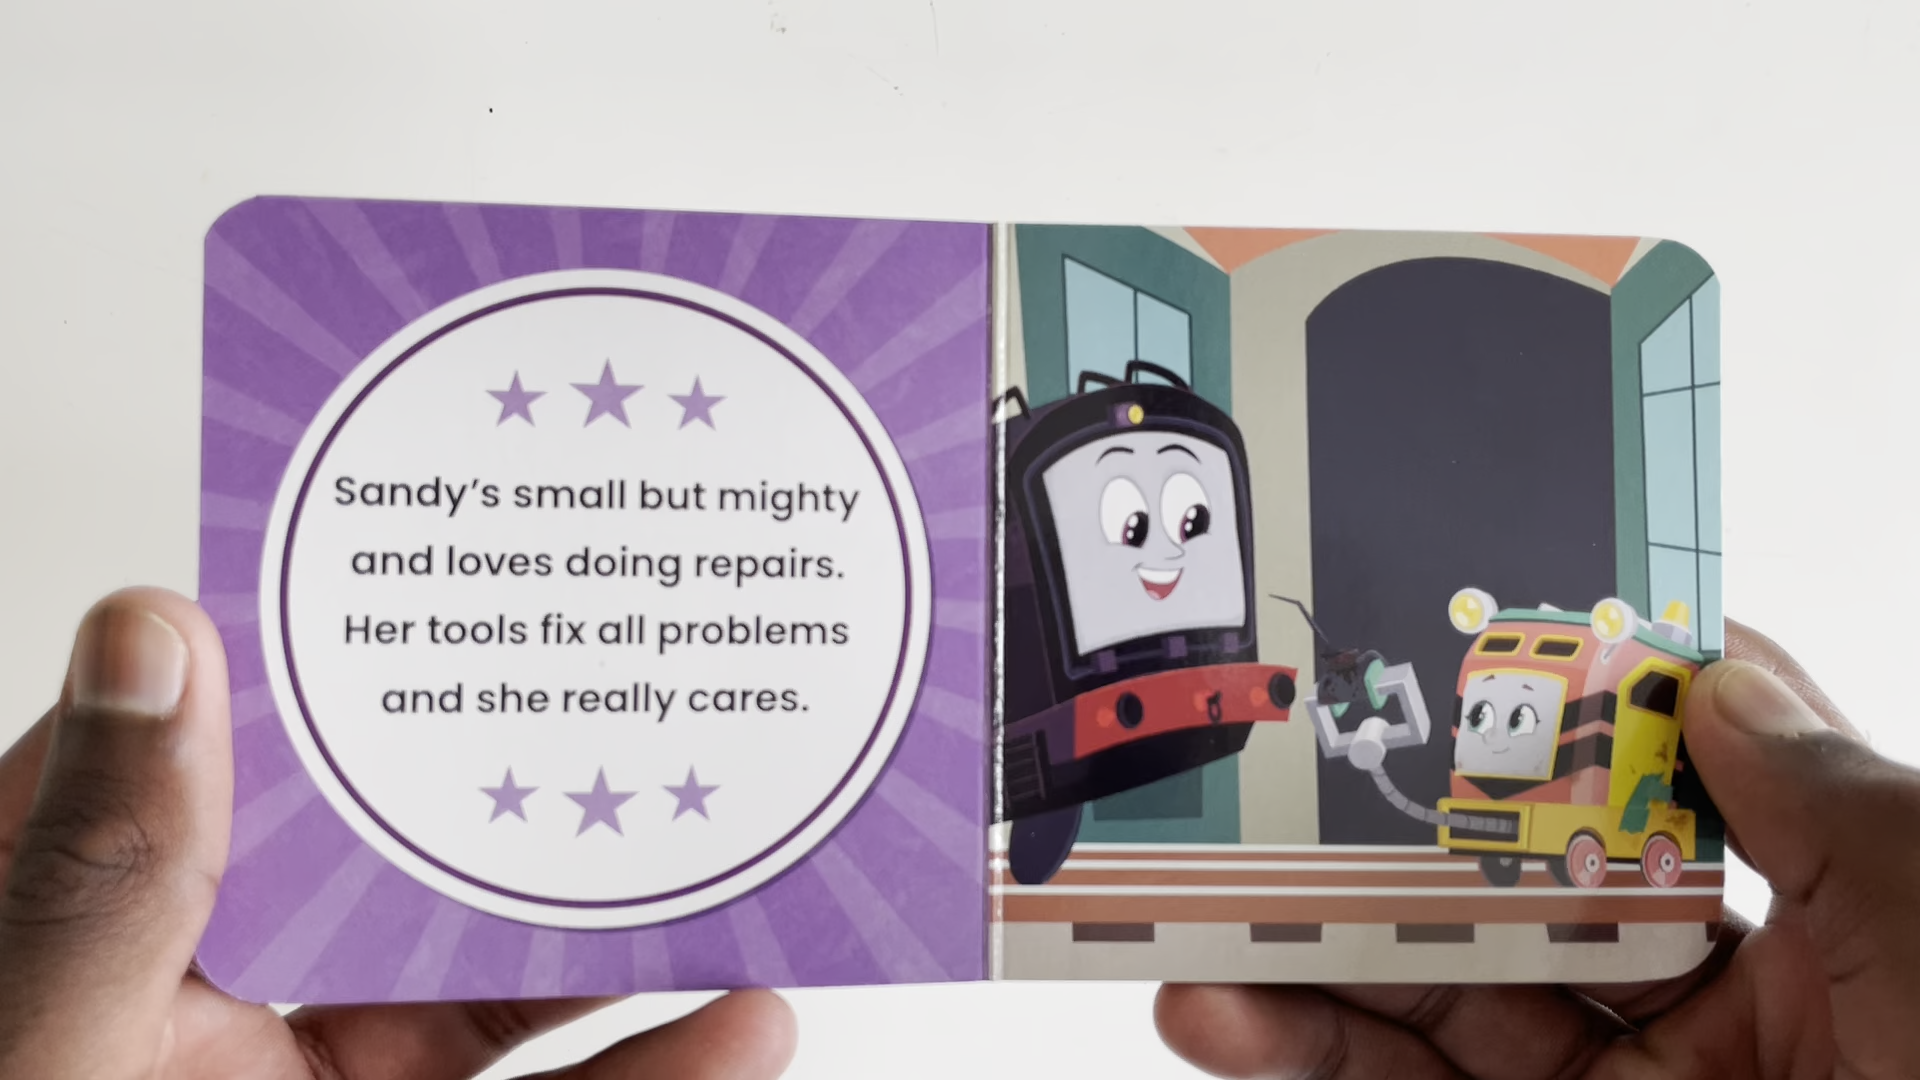 Sandy's small but mighty
and loves doing repairs.
Her tools fix all problems
and she really cares.